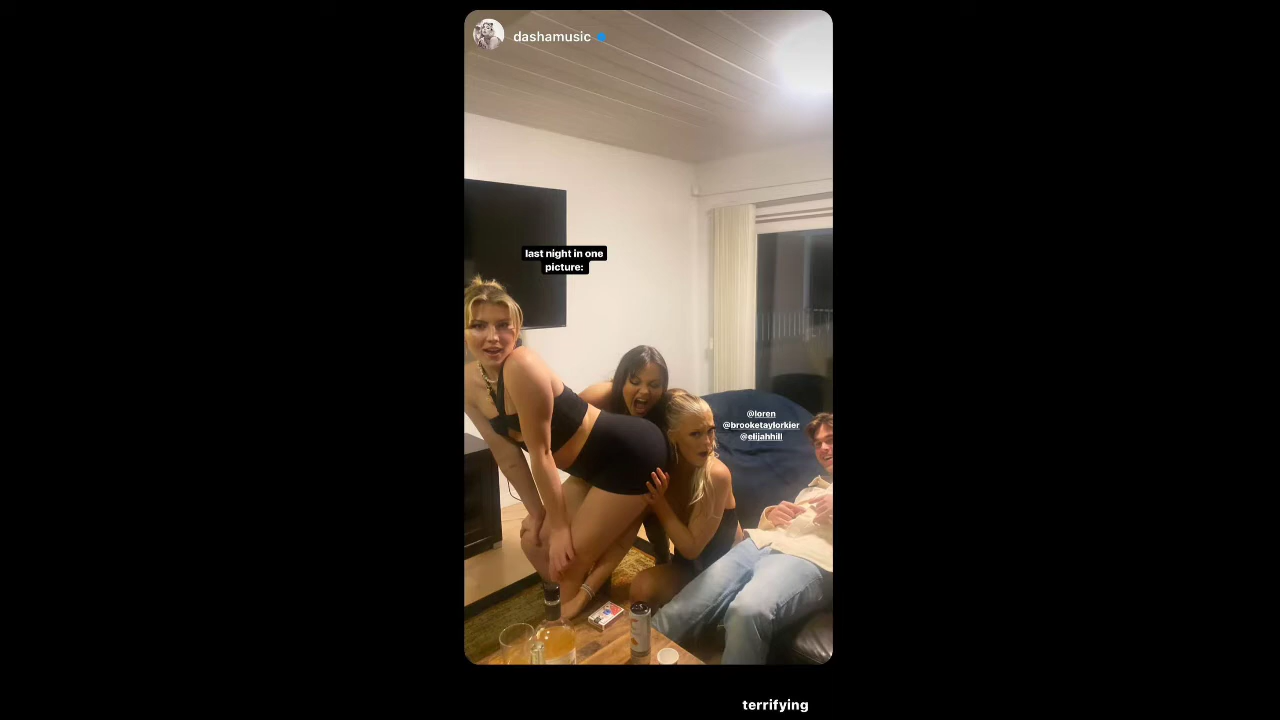 dashamusic
last night in one
picture:
@loren
@brooketaylorkier
@elijahhill
terrifying